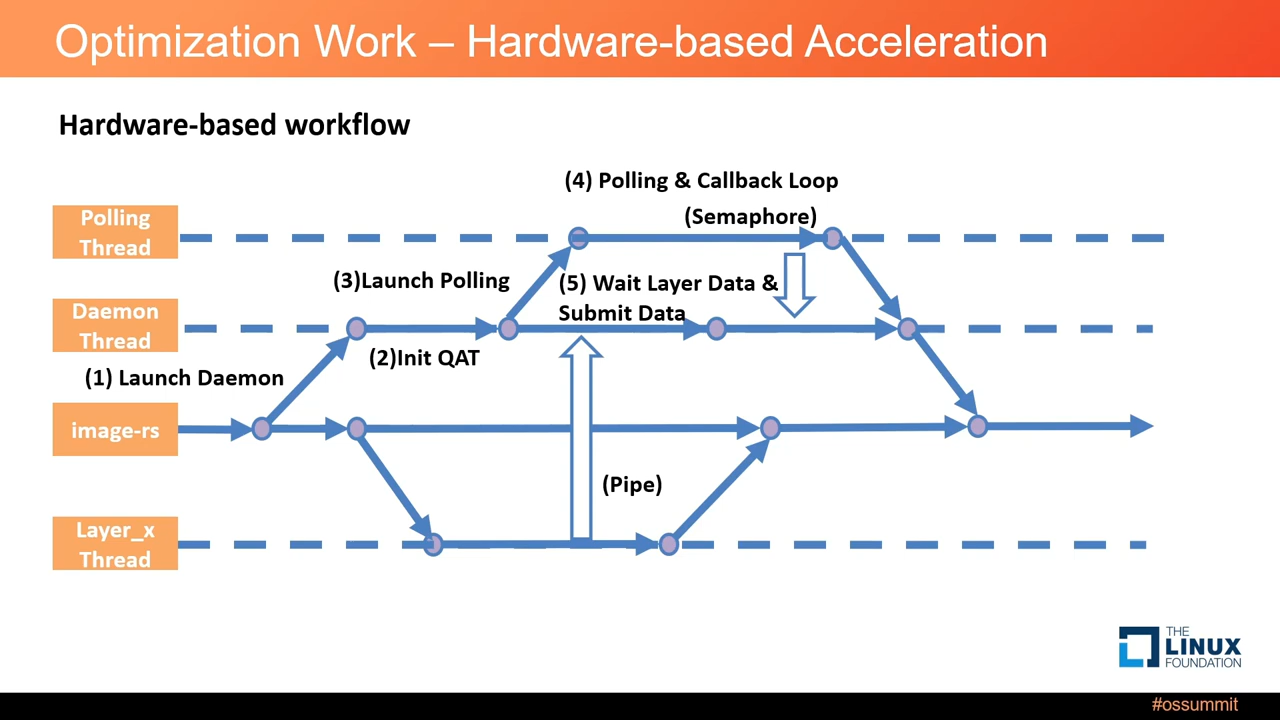 Optimization Work – Hardware-based Acceleration
Hardware-based workflow
(4) Polling & Callback Loop
(Semaphore)
Polling
Thread
(3)Launch Polling
(5) Wait Layer Data &
Submit Data
Daemon
Thread
(2)Init QAT
(1) Launch Daemon
image-rs
(Pipe)
Layer_x
Thread
THE
LINUX
FOUNDATION
#ossummit